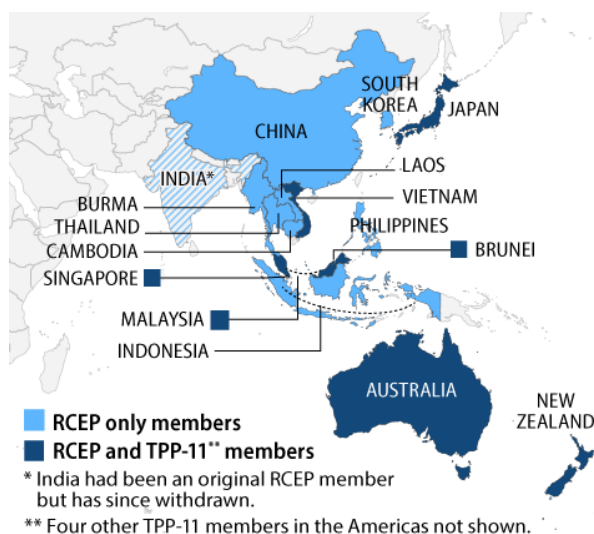 SOUTH
KOREA
JAPAN
CHINA
LAOS
INDIA*
VIETNAM
BURMA
THAILAND
PHILIPPINES
CAMBODIA
BRUNEI
SINGAPORE
MALAYSIA
INDONESIA
AUSTRALIA
NEW
ZEALAND
RCEP only members
RCEP and TPP-11** members
* India had been an original RCEP member
but has since withdrawn.
** Four other TPP-11 members in the Americas not shown.